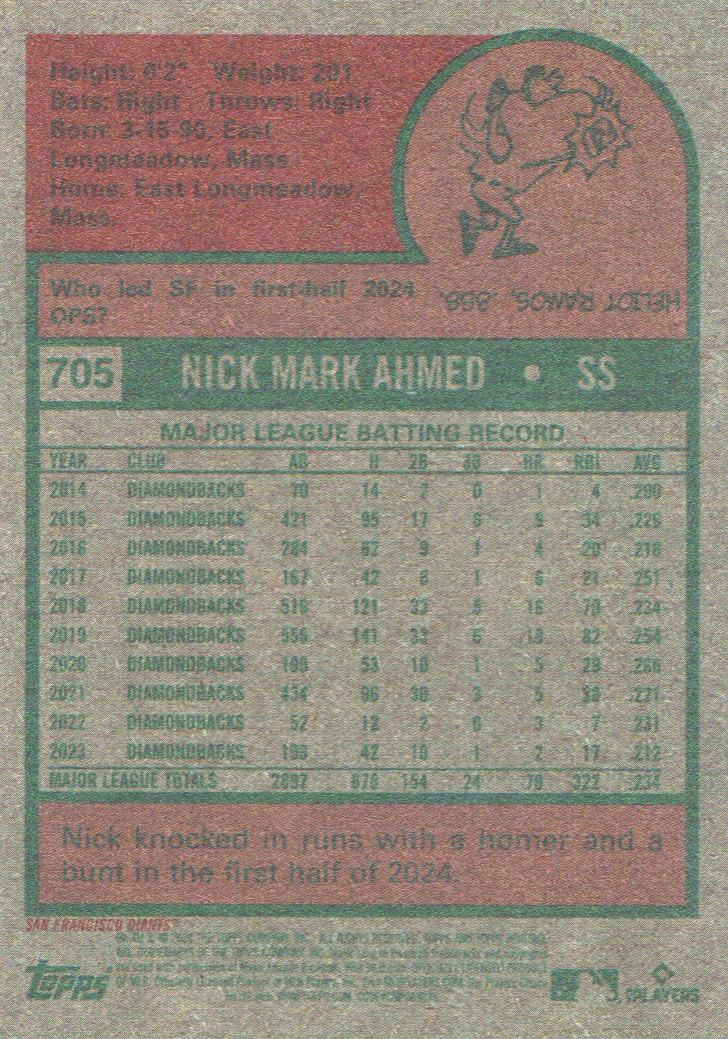 Height: 6'2" Weight: 201
Bats: Right Throws: Right
Born: 3-15-90, East
Longmeadow, Mass.
Home: East Longmeadow,
Mass.
Who led SF in first-half 2024
OPS?
HELIOT RAMOS, .868.
705 NICK MARK AHMED • SS
MAJOR LEAGUE BATTING RECORD
YEAR CLUB AB H 2B 3B HR RBI AVG
2014 DIAMONDBACKS 70 14 2 0 1 4 .200
2015 DIAMONDBACKS 421 95 17 6 9 34 .226
2016 DIAMONDBACKS 284 62 9 1 4 20 .218
2017 DIAMONDBACKS 167 42 8 1 6 21 .251
2018 DIAMONDBACKS 516 121 33 5 16 70 .234
2019 DIAMONDBACKS 556 141 33 6 19 82 .254
2020 DIAMONDBACKS 199 53 10 1 5 29 .266
2021 DIAMONDBACKS 434 96 30 3 5 38 .221
2022 DIAMONDBACKS 52 12 2 0 3 7 .231
2023 DIAMONDBACKS 198 42 10 1 2 17 .212
MAJOR LEAGUE TOTALS 2897 678 154 24 70 322 .234
Nick knocked in runs with a homer and a
bunt in the first half of 2024.
SAN FRANCISCO GIANTS™
Topps
PLAYERS